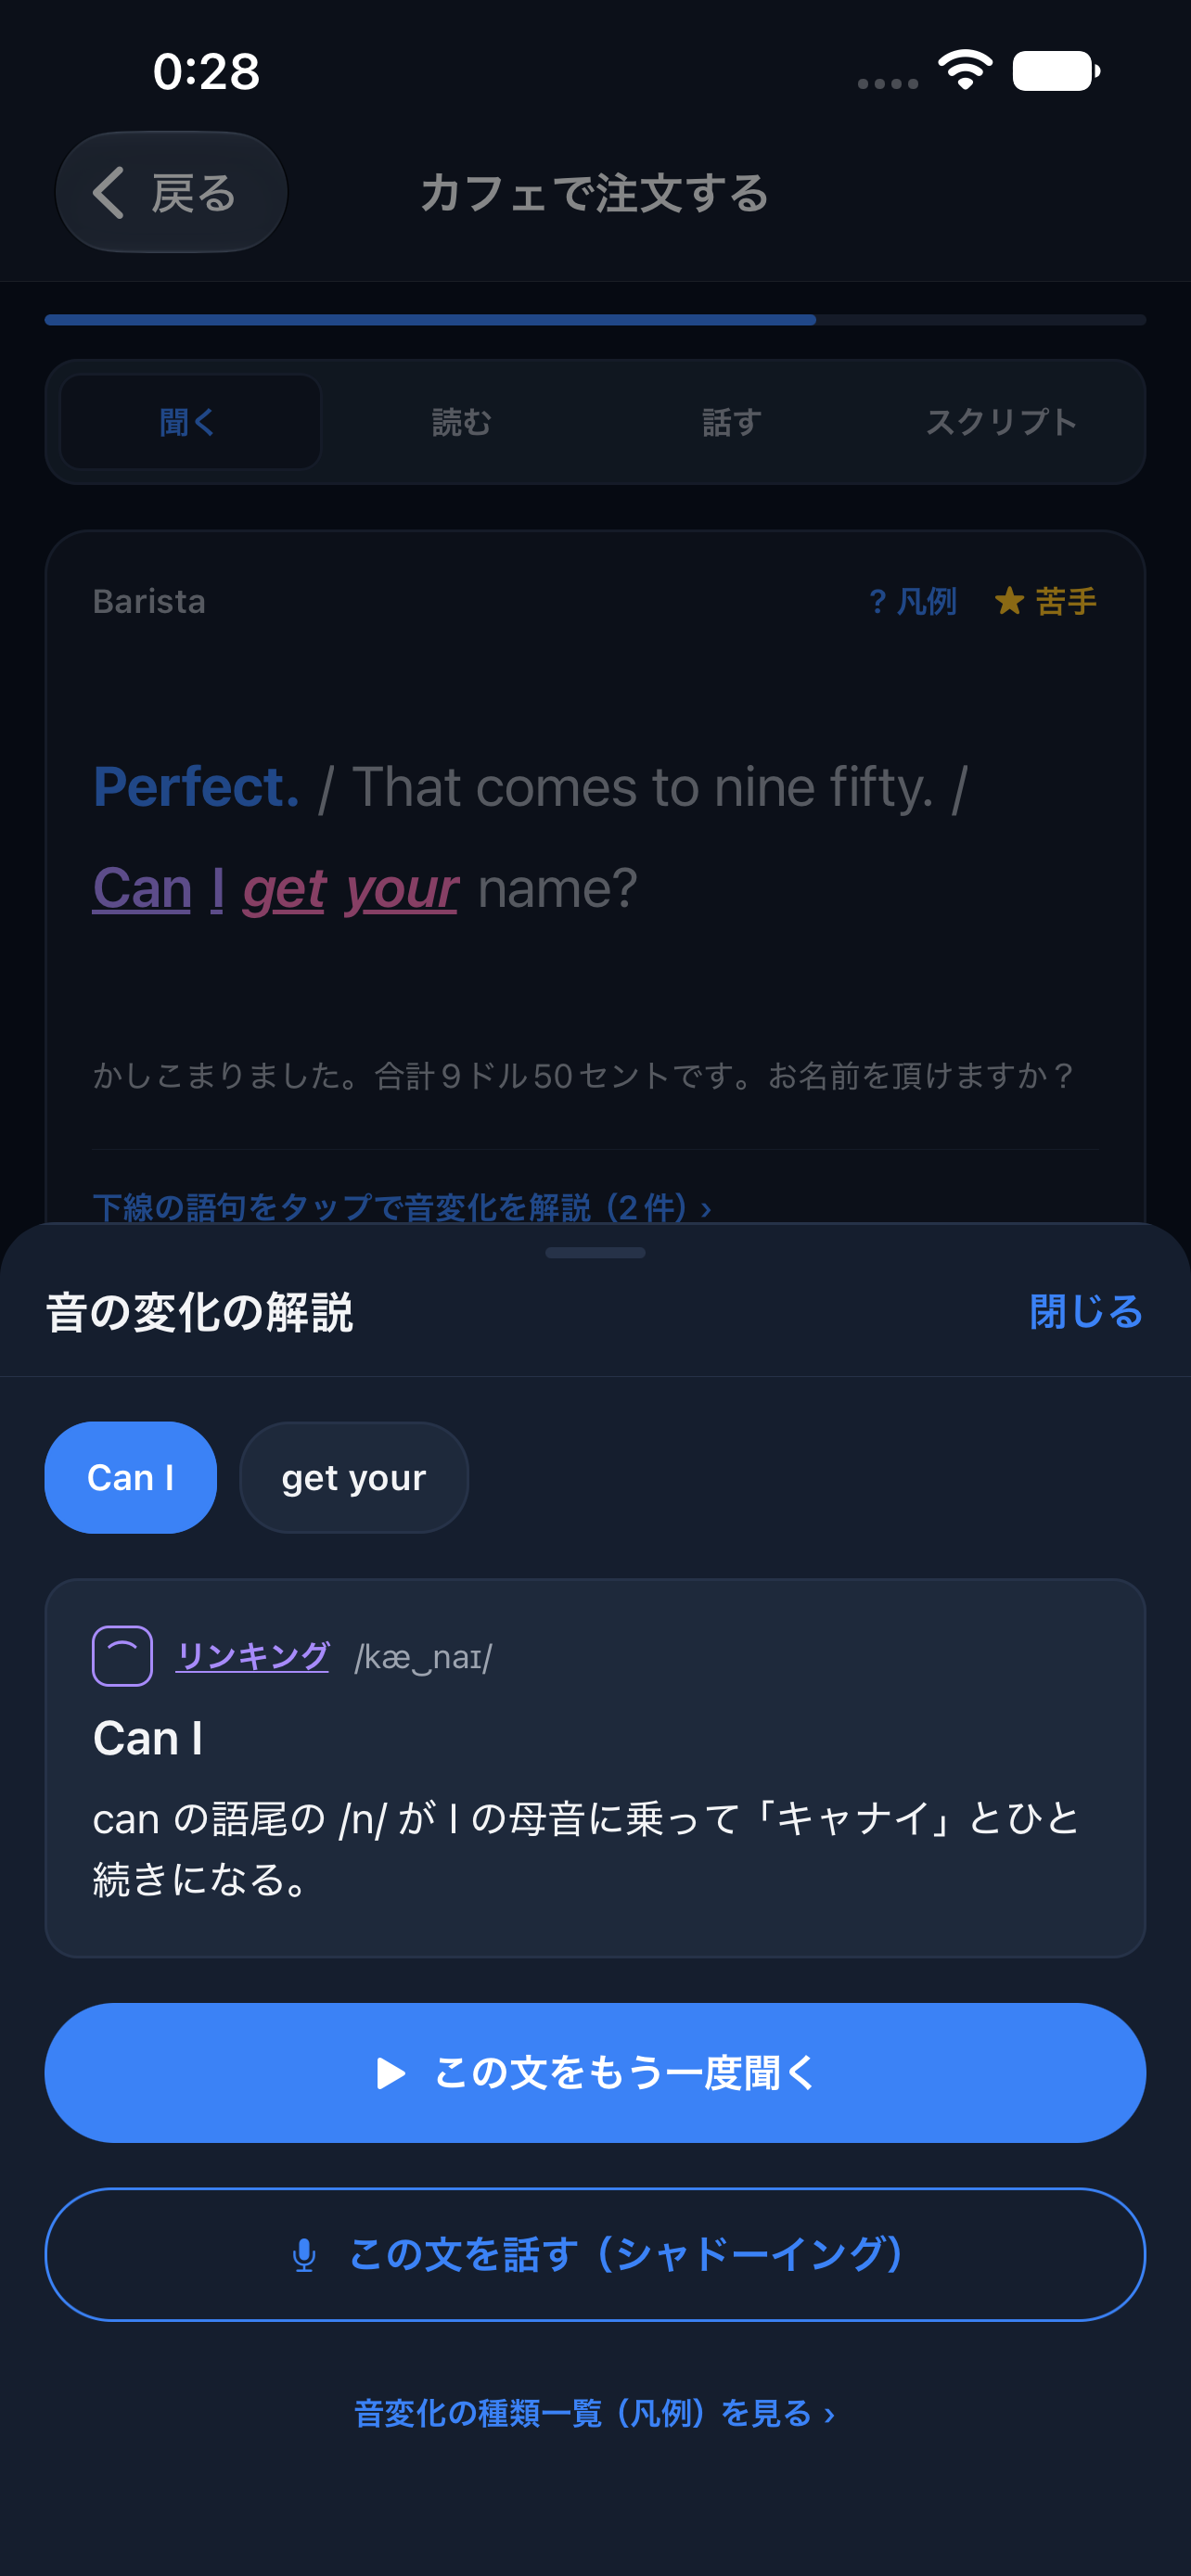 0:28
戻る
カフェで注文する
聞く
読む
話す
スクリプト
Barista
? 凡例
★ 苦手
Perfect. / That comes to nine fifty. /
Can I get your name?
かしこまりました。合計9ドル50セントです。お名前を頂けますか?
下線の語句をタップで音変化を解説（2件）›
音の変化の解説
閉じる
Can I
get your
リンキング /kæ‿naɪ/
Can I
can の語尾の /n/ が I の母音に乗って「キャナイ」とひと
続きになる。
この文をもう一度聞く
この文を話す（シャドーイング）
音変化の種類一覧（凡例）を見る ›